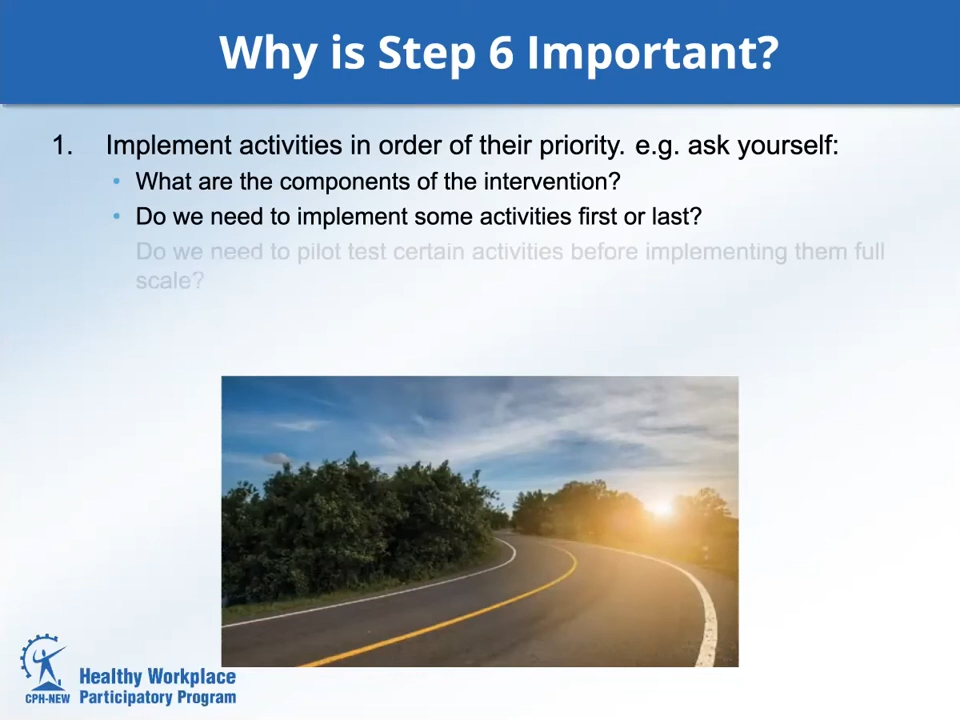 Why is Step 6 Important?
1. Implement activities in order of their priority. e.g. ask yourself:
• What are the components of the intervention?
• Do we need to implement some activities first or last?
Do we need to pilot test certain activities before implementing them full
scale?
CPH-NEW
Healthy Workplace
Participatory Program